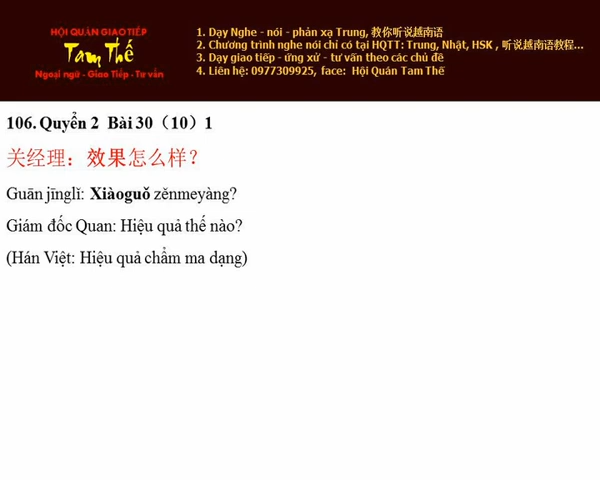 HỘI QUÁN GIAO TIẾP
Tam Thế
Ngoại ngữ - Giao Tiếp - Tư vấn
1. Dạy Nghe - nói - phản xạ Trung, 教你听说越南语
2. Chương trình nghe nói chỉ có tại HQTT: Trung, Nhật, HSK , 听说越南语教程...
3. Dạy giao tiếp - ứng xử - tư vấn theo các chủ đề
4. Liên hệ: 0977309925, face: Hội Quán Tam Thế
106. Quyển 2 Bài 30（10）1
关经理：效果怎么样？
Guān jīnglǐ: Xiàoguǒ zěnmeyàng?
Giám đốc Quan: Hiệu quả thế nào?
(Hán Việt: Hiệu quả chẩm ma dạng)